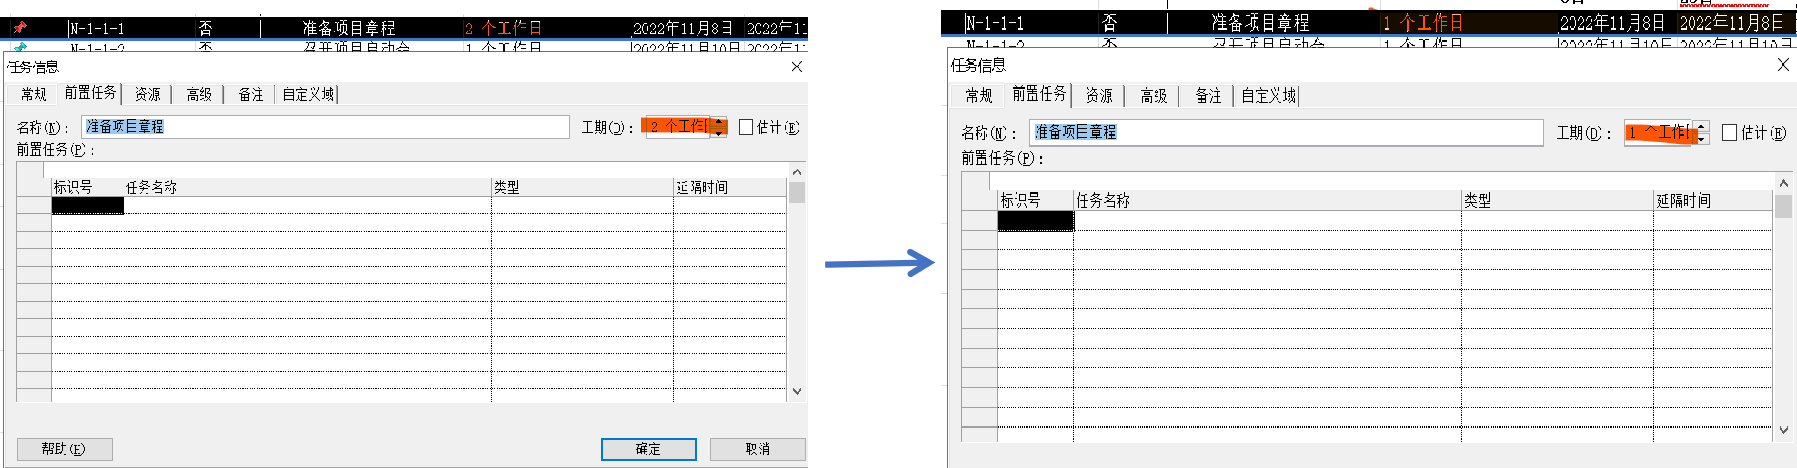 N-1-1-1 否 准备项目章程 2 个工作日 2022年11月8日 2022年11
N-1-1-2 否 召开项目启动会 1 个工作日 2022年11月10日 2022年11
任务信息
常规 前置任务 资源 高级 备注 自定义域
名称(N)： 准备项目章程 工期(D)： 2 个工作日 估计(E)
前置任务(P)：
标识号 任务名称 类型 延隔时间
帮助(E) 确定 取消
N-1-1-1 否 准备项目章程 1 个工作日 2022年11月8日 2022年11月8日
N-1-1-2 否 召开项目启动会 1 个工作日 2022年11月10日 2022年11月10日
任务信息
常规 前置任务 资源 高级 备注 自定义域
名称(N)： 准备项目章程 工期(D)： 1 个工作日 估计(E)
前置任务(P)：
标识号 任务名称 类型 延隔时间